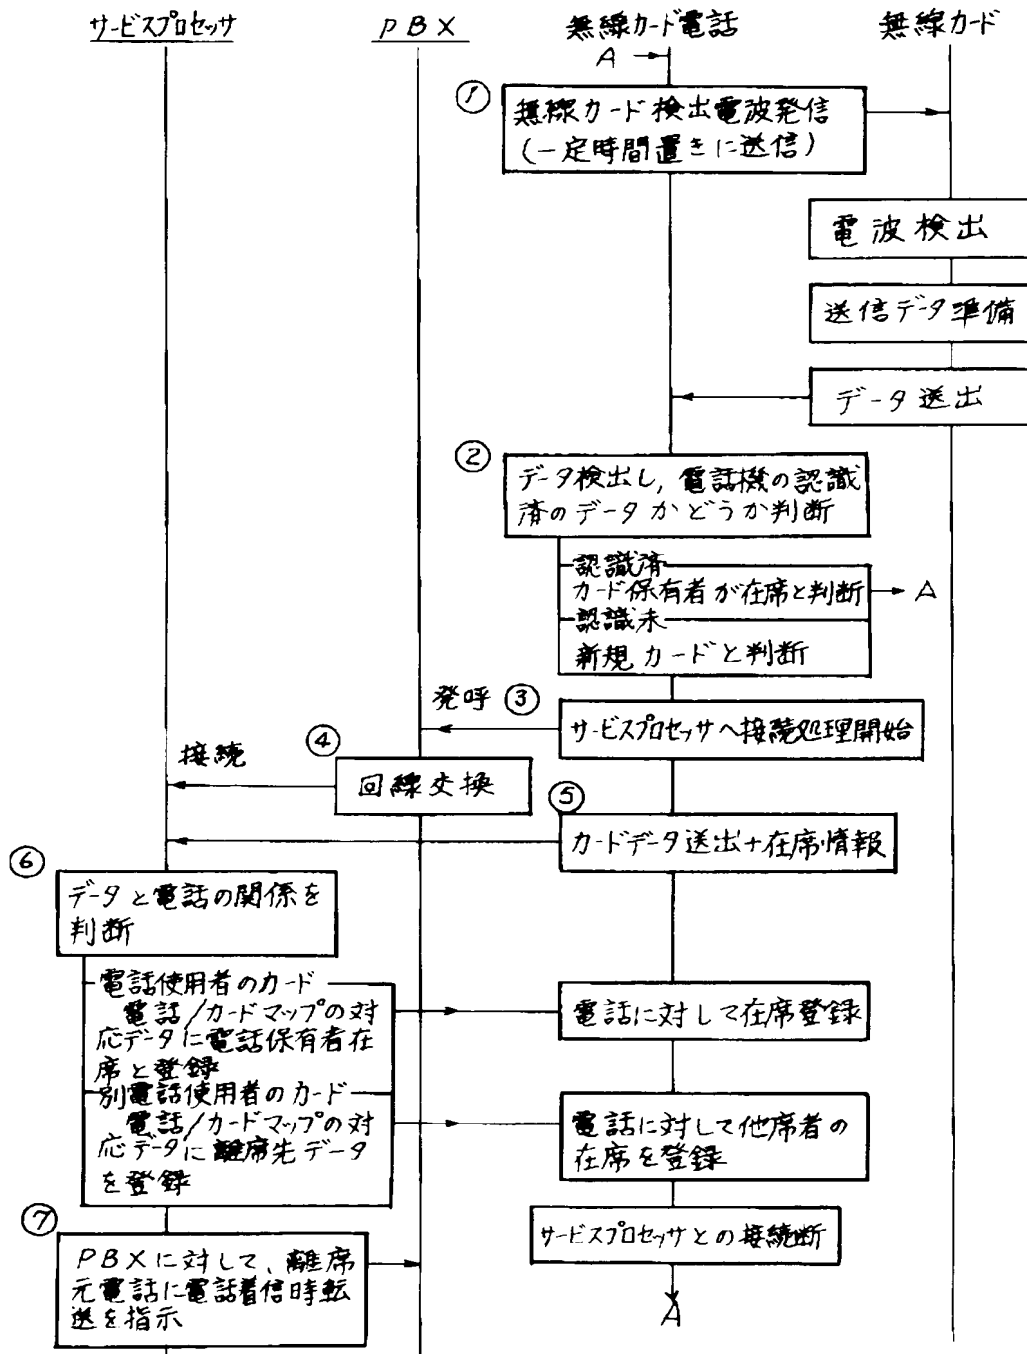 サービスプロセッサ
PBX
無線カード電話
無線カード
A
①
無線カード検出電波発信
(一定時間置きに送信)
電波検出
送信データ準備
データ送出
②
データ検出し,電話機の認識
済のデータかどうか判断
認識済
カード保有者が在席と判断
A
認識未
新規カードと判断
発呼
③
サービスプロセッサへ接続処理開始
④
接続
回線交換
⑤
カードデータ送出+在席情報
⑥
データと電話の関係を
判断
電話使用者のカード
電話/カードマップの対
応データに電話保有者在
席と登録
電話に対して在席登録
別電話使用者のカード
電話/カードマップの対
応データに離席先データ
を登録
電話に対して他席者の
在席を登録
⑦
サービスプロセッサとの接続断
PBXに対して、離席
元電話に電話着信時転
送を指示
A